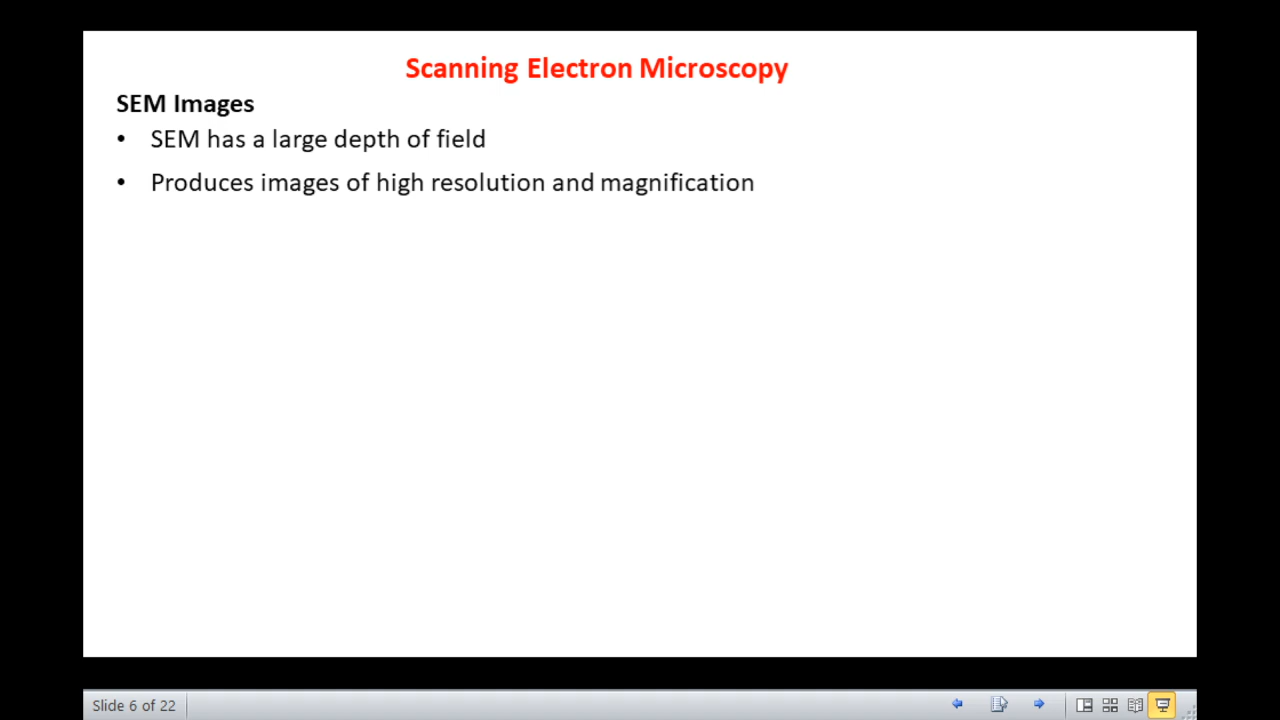 Scanning Electron Microscopy
SEM Images
• SEM has a large depth of field
• Produces images of high resolution and magnification
Slide 6 of 22